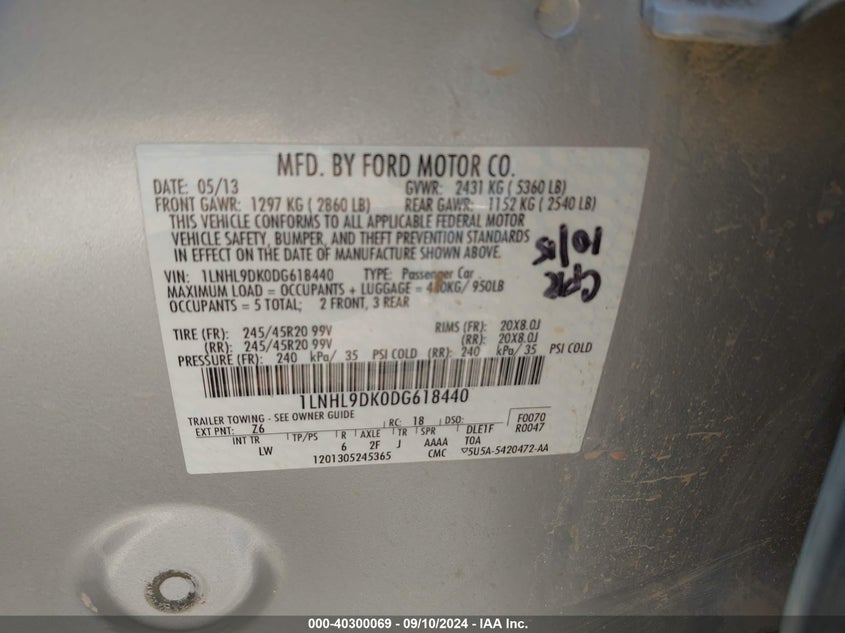 MFD. BY FORD MOTOR CO.
DATE: 05/13 GVWR: 2431 KG ( 5360 LB)
FRONT GAWR: 1297 KG ( 2860 LB) REAR GAWR: 1152 KG ( 2540 LB)
THIS VEHICLE CONFORMS TO ALL APPLICABLE FEDERAL MOTOR
VEHICLE SAFETY, BUMPER, AND THEFT PREVENTION STANDARDS
IN EFFECT ON THE DATE OF MANUFACTURE SHOWN ABOVE.
CPR
10/15
VIN: 1LNHL9DK0DG618440 TYPE: Passenger Car
MAXIMUM LOAD = OCCUPANTS + LUGGAGE = 430KG/ 950LB
OCCUPANTS = 5 TOTAL; 2 FRONT, 3 REAR
TIRE (FR): 245/45R20 99V RIMS (FR): 20X8.0J
(RR): 245/45R20 99V (RR): 20X8.0J
PRESSURE (FR): 240 kPa/ 35 PSI COLD (RR): 240 kPa/ 35 PSI COLD
1LNHL9DK0DG618440
TRAILER TOWING - SEE OWNER GUIDE
EXT PNT: Z6 RC: 18 DSO: F0070
INT TR TP/PS R AXLE TR SPR DLE1F R0047
LW 6 2F J AAAA TOA
1201305245365 CMC ▽5U5A-5420472-AA
000-40300069 - 09/10/2024 - IAA Inc.